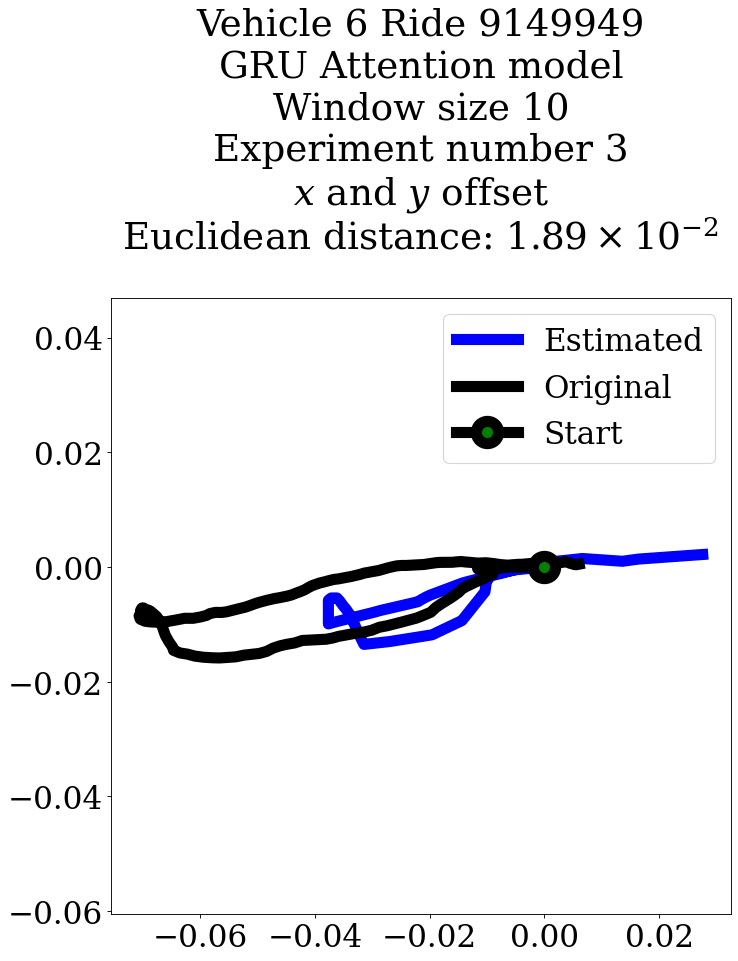 Vehicle 6 Ride 9149949
GRU Attention model
Window size 10
Experiment number 3
x and y offset
Euclidean distance: 1.89 × 10⁻²
Estimated
Original
Start
0.04
0.02
0.00
−0.02
−0.04
−0.06
−0.06 −0.04 −0.02 0.00 0.02